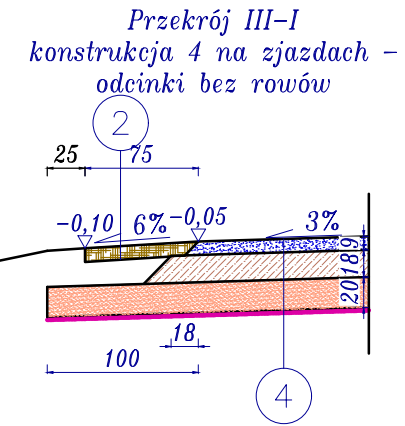 Przekrój III-I
konstrukcja 4 na zjazdach -
odcinki bez rowów
2
25 75
-0,10 6% -0,05 3%
9
18
20
18
100
4